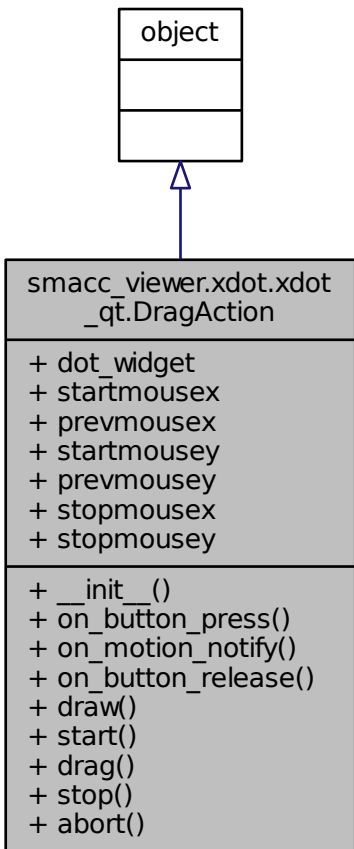 object
smacc_viewer.xdot.xdot
_qt.DragAction
+ dot_widget
+ startmousex
+ prevmousex
+ startmousey
+ prevmousey
+ stopmousex
+ stopmousey
+ __init__()
+ on_button_press()
+ on_motion_notify()
+ on_button_release()
+ draw()
+ start()
+ drag()
+ stop()
+ abort()